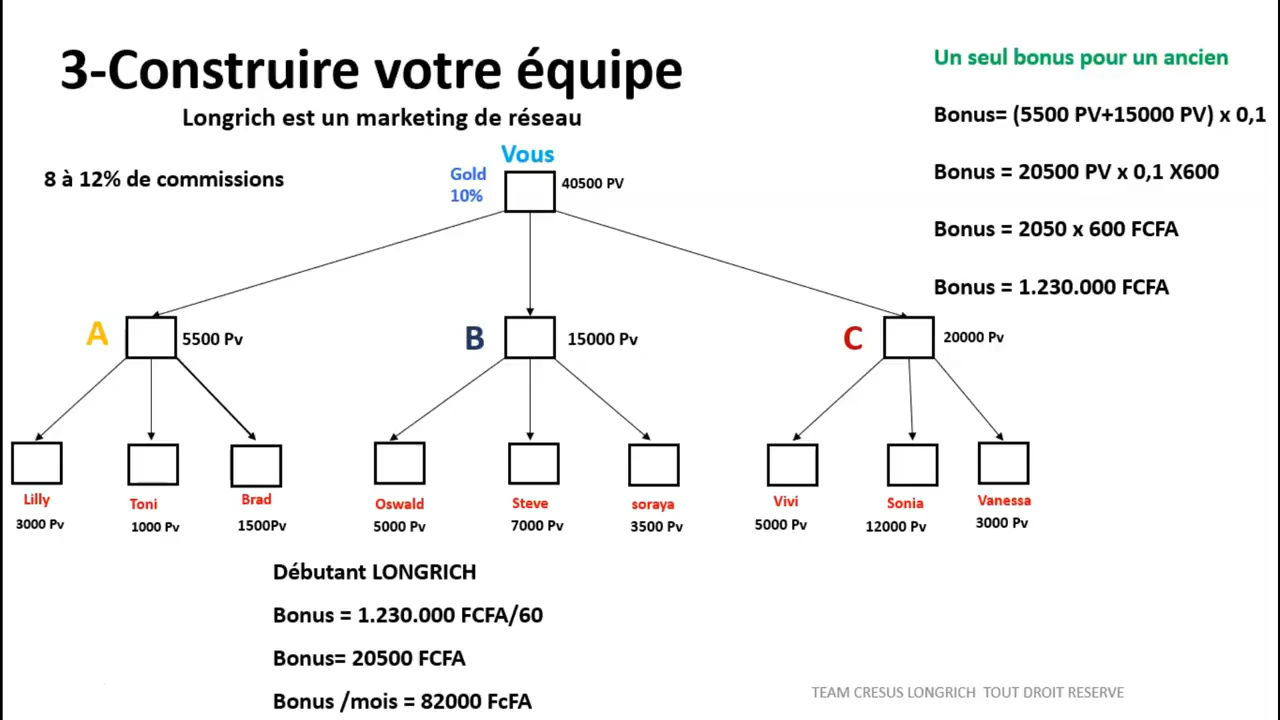 3-Construire votre équipe
Longrich est un marketing de réseau
8 à 12% de commissions
Un seul bonus pour un ancien
Bonus= (5500 PV+15000 PV) x 0,1
Bonus = 20500 PV x 0,1 X600
Bonus = 2050 x 600 FCFA
Bonus = 1.230.000 FCFA
Vous
Gold
10%
40500 PV
A
5500 Pv
B
15000 Pv
C
20000 Pv
Lilly
3000 Pv
Toni
1000 Pv
Brad
1500Pv
Oswald
5000 Pv
Steve
7000 Pv
soraya
3500 Pv
Vivi
5000 Pv
Sonia
12000 Pv
Vanessa
3000 Pv
Débutant LONGRICH
Bonus = 1.230.000 FCFA/60
Bonus= 20500 FCFA
Bonus /mois = 82000 FcFA
TEAM CRESUS LONGRICH TOUT DROIT RESERVE